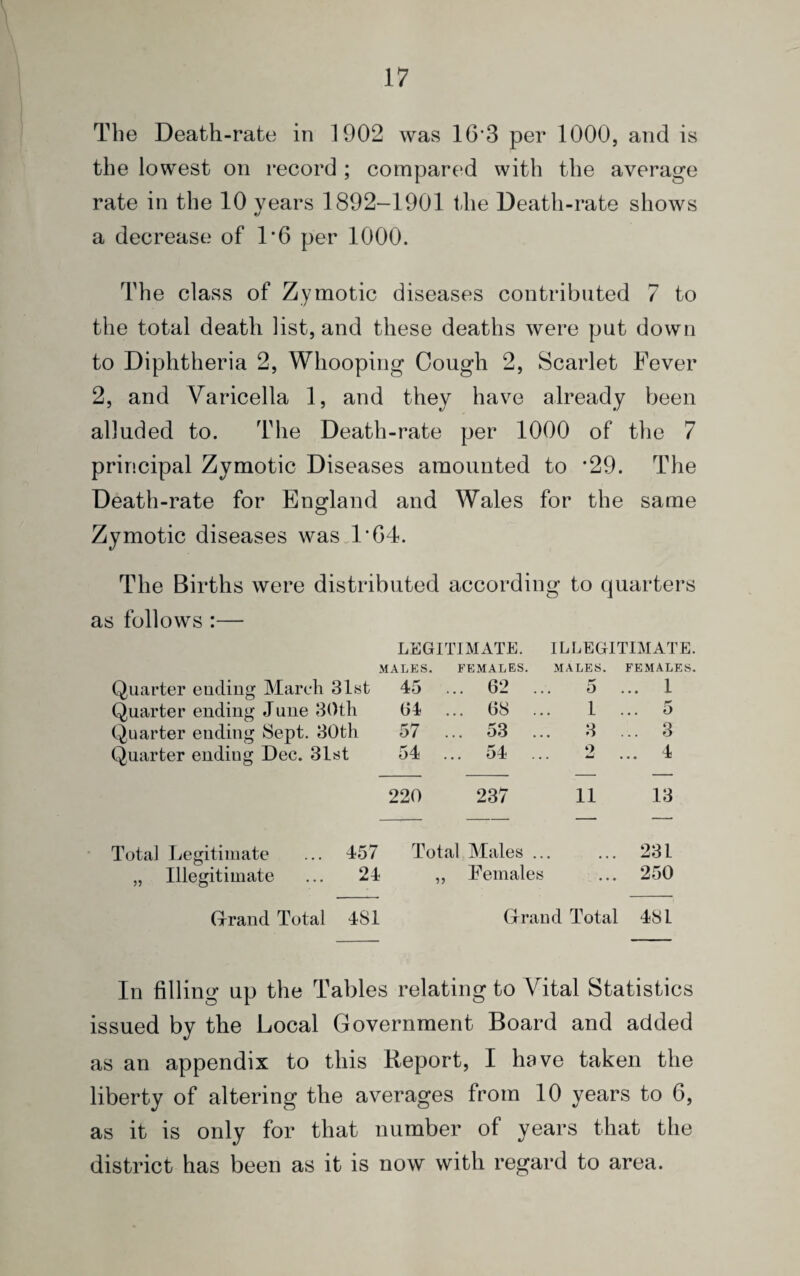 17
The Death-rate in 1902 was 16·3 per 1000, and is
the lowest on record ; compared with the average
rate in the 10 years 1892–1901 the Death-rate shows
a decrease of 1·6 per 1000.
The class of Zymotic diseases contributed 7 to
the total death list, and these deaths were put down
to Diphtheria 2, Whooping Cough 2, Scarlet Fever
2, and Varicella 1, and they have already been
alluded to. The Death-rate per 1000 of the 7
principal Zymotic Diseases amounted to ·29. The
Death-rate for England and Wales for the same
Zymotic diseases was 1·64.
The Births were distributed according to quarters
as follows :—
LEGITIMATE. ILLEGITIMATE.
MALES. FEMALES. MALES. FEMALES.
Quarter ending March 31st 45 ... 62 ... 5 ... 1
Quarter ending June 30th 64 ... 68 ... 1 ... 5
Quarter ending Sept. 30th 57 ... 53 ... 3 ... 3
Quarter ending Dec. 31st 54 ... 54 ... 2 ... 4
220 237 11 13
Total Legitimate ... 457 Total Males ... ... 231
„ Illegitimate ... 24 „ Females ... 250
Grand Total 481 Grand Total 481
In filling up the Tables relating to Vital Statistics
issued by the Local Government Board and added
as an appendix to this Report, I have taken the
liberty of altering the averages from 10 years to 6,
as it is only for that number of years that the
district has been as it is now with regard to area.